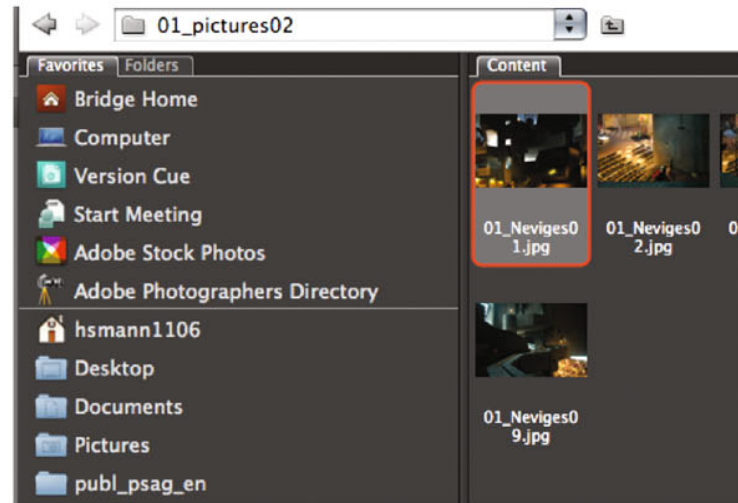 01_pictures02
Favorites Folders
Bridge Home
Computer
Version Cue
Start Meeting
Adobe Stock Photos
Adobe Photographers Directory
hsmann1106
Desktop
Documents
Pictures
publ_psag_en
Content
01_Neviges0
1.jpg
01_Neviges0
2.jpg
0
01_Neviges0
9.jpg